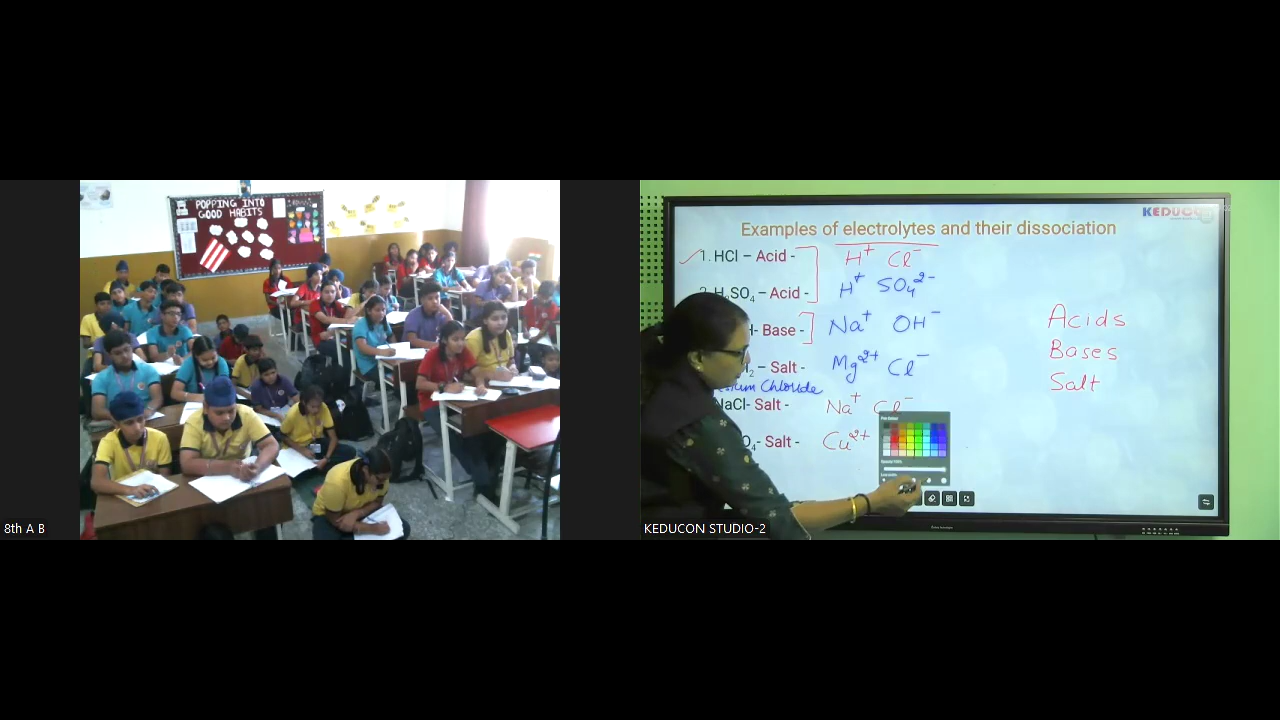 POPPING INTO
GOOD HABITS
8th A B
KEDUCON
Examples of electrolytes and their dissociation
1. HCl – Acid - H⁺ Cl⁻
SO₄ – Acid - H⁺ SO₄²⁻
Base - Na⁺ OH⁻
– Salt - Mg²⁺ Cl⁻
Chloride
NaCl- Salt - Na⁺ Cl⁻
- Salt - Cu²⁺
Acids
Bases
Salt
KEDUCON STUDIO-2